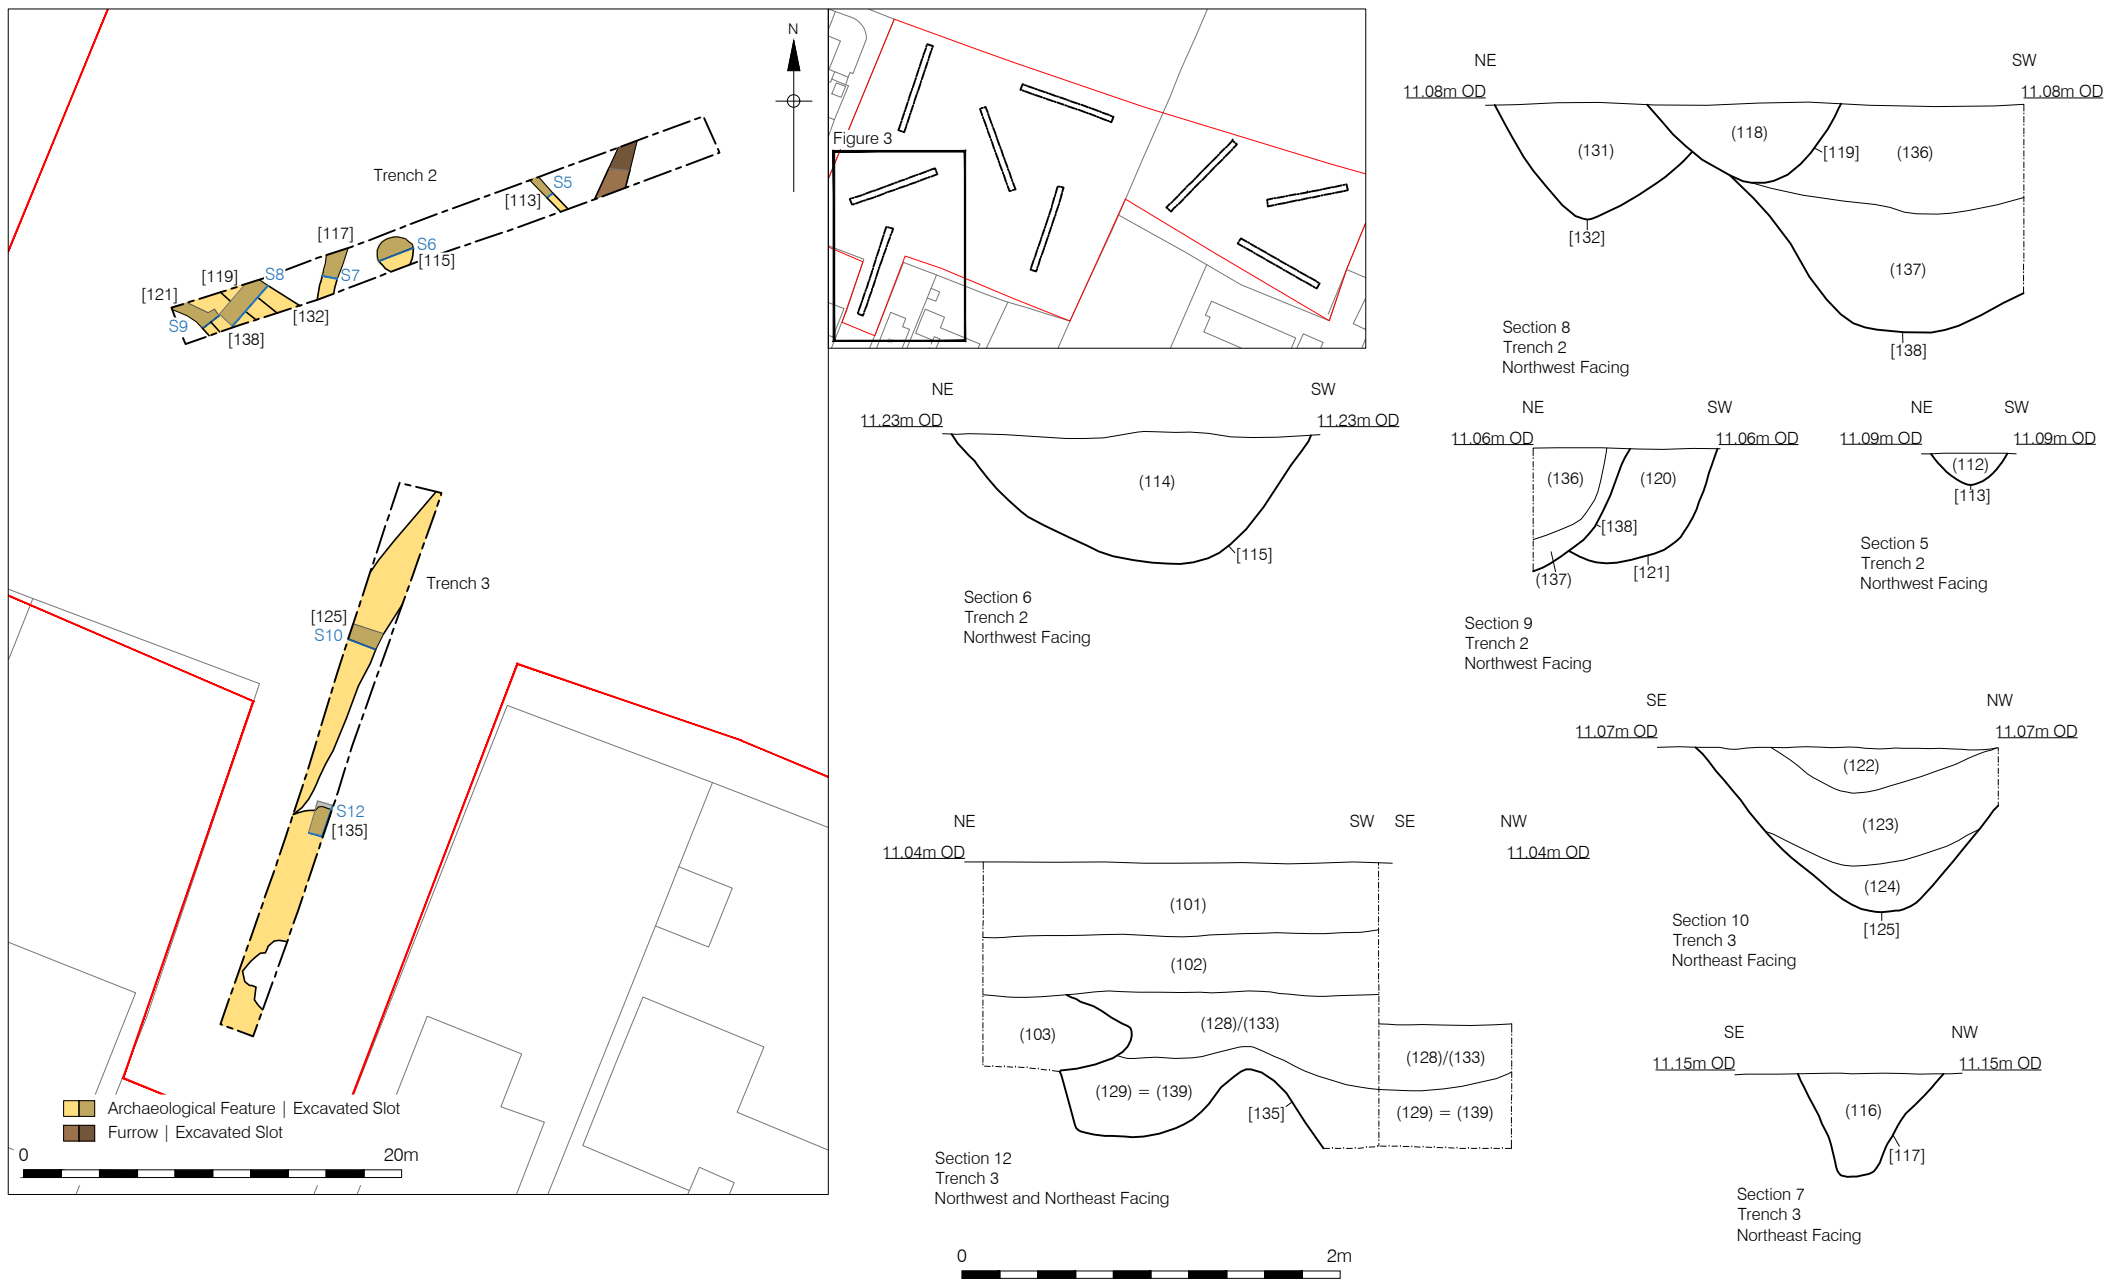 N
Trench 2
S5
[113]
[117]
S6
[115]
[119]
S8
S7
[121]
S9
[132]
[138]
Trench 3
[125]
S10
S12
[135]
Archaeological Feature | Excavated Slot
Furrow | Excavated Slot
0 20m
Figure 3
NE SW
11.08m OD 11.08m OD
(118)
(131) [119] (136)
[132]
(137)
[138]
Section 8
Trench 2
Northwest Facing
NE SW
11.23m OD 11.23m OD
(114)
[115]
Section 6
Trench 2
Northwest Facing
NE SW
11.06m OD 11.06m OD
(136) (120)
[138]
(137) [121]
Section 9
Trench 2
Northwest Facing
NE SW
11.09m OD 11.09m OD
(112)
[113]
Section 5
Trench 2
Northwest Facing
SE NW
11.07m OD 11.07m OD
(122)
(123)
(124)
[125]
Section 10
Trench 3
Northeast Facing
NE SW SE NW
11.04m OD 11.04m OD
(101)
(102)
(103) (128)/(133)
(128)/(133)
(129) = (139) [135] (129) = (139)
Section 12
Trench 3
Northwest and Northeast Facing
SE NW
11.15m OD 11.15m OD
(116)
[117]
Section 7
Trench 3
Northeast Facing
0 2m